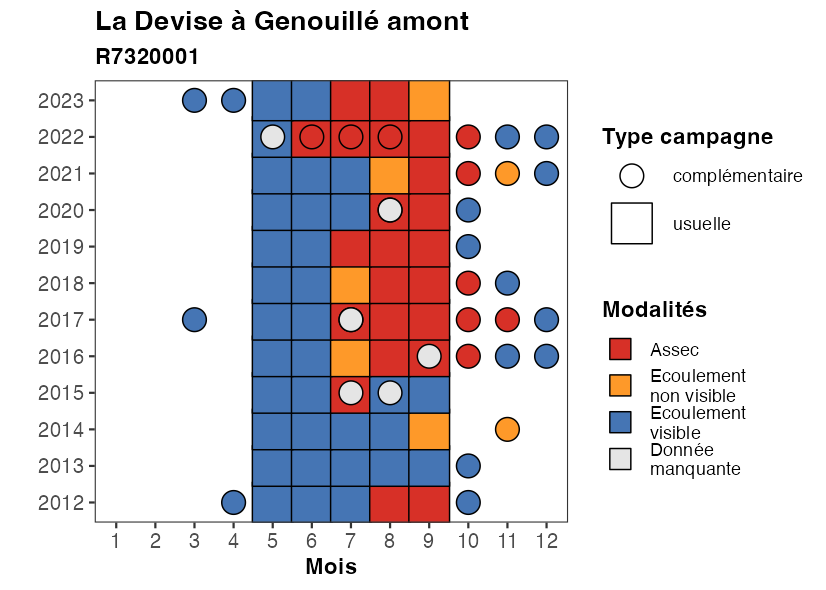 La Devise à Genouillé amont
R7320001
2023
2022
2021
2020
2019
2018
2017
2016
2015
2014
2013
2012
1 2 3 4 5 6 7 8 9 10 11 12
Mois
Type campagne
complémentaire
usuelle
Modalités
Assec
Ecoulement
non visible
Ecoulement
visible
Donnée
manquante